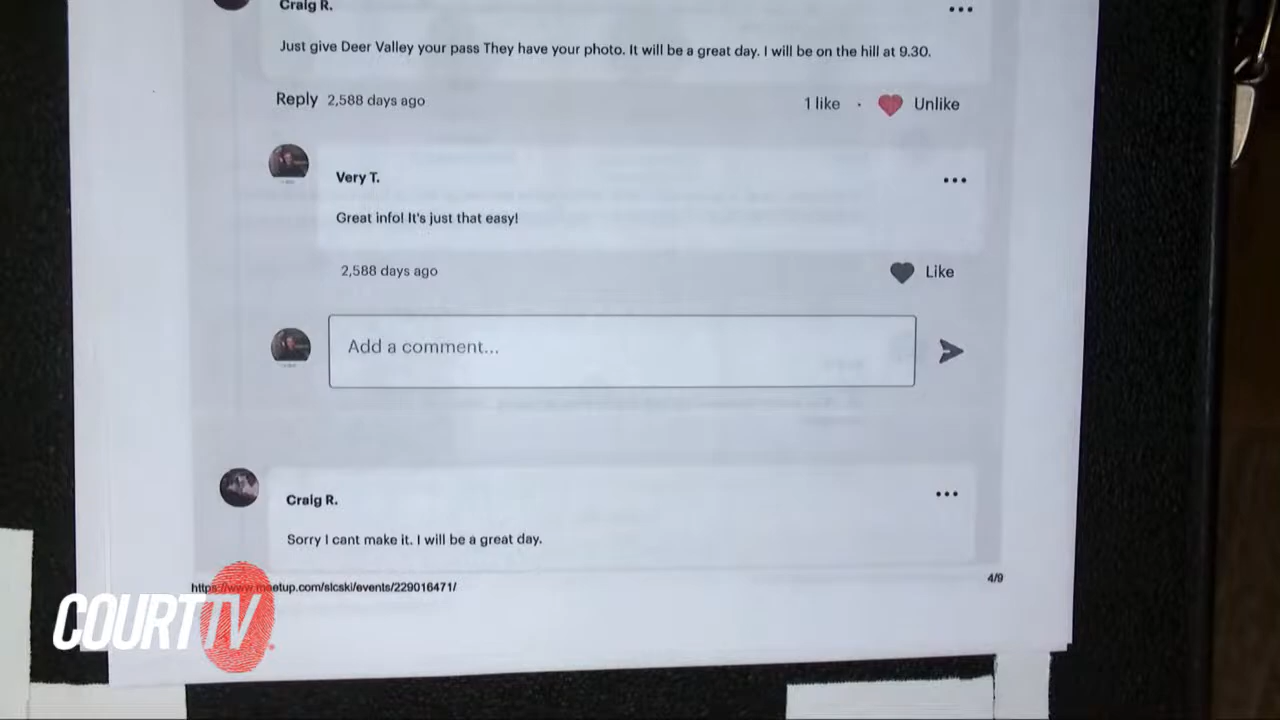 Craig R.
Just give Deer Valley your pass They have your photo. It will be a great day. I will be on the hill at 9.30.
Reply 2,588 days ago
1 like · Unlike
Very T.
Great info! It's just that easy!
2,588 days ago
Like
Add a comment...
Craig R.
Sorry I cant make it. I will be a great day.
https://www.meetup.com/slcski/events/229016471/
4/9
COURT TV